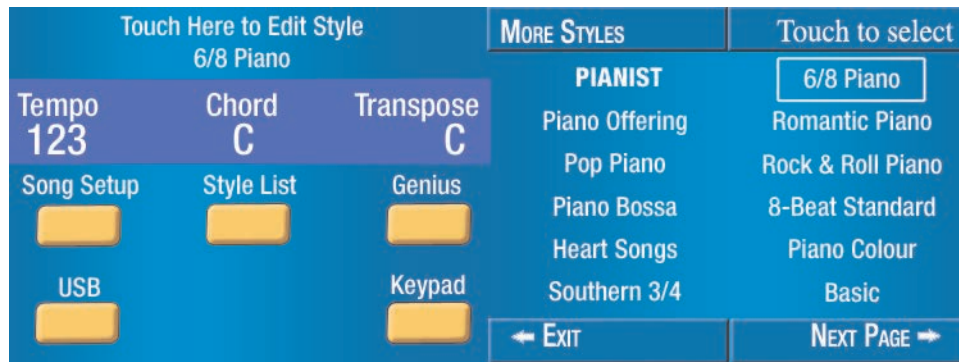 Touch Here to Edit Style
6/8 Piano
Tempo Chord Transpose
123 C C
Song Setup Style List Genius
USB Keypad
MORE STYLES Touch to select
PIANIST 6/8 Piano
Piano Offering Romantic Piano
Pop Piano Rock & Roll Piano
Piano Bossa 8-Beat Standard
Heart Songs Piano Colour
Southern 3/4 Basic
EXIT NEXT PAGE